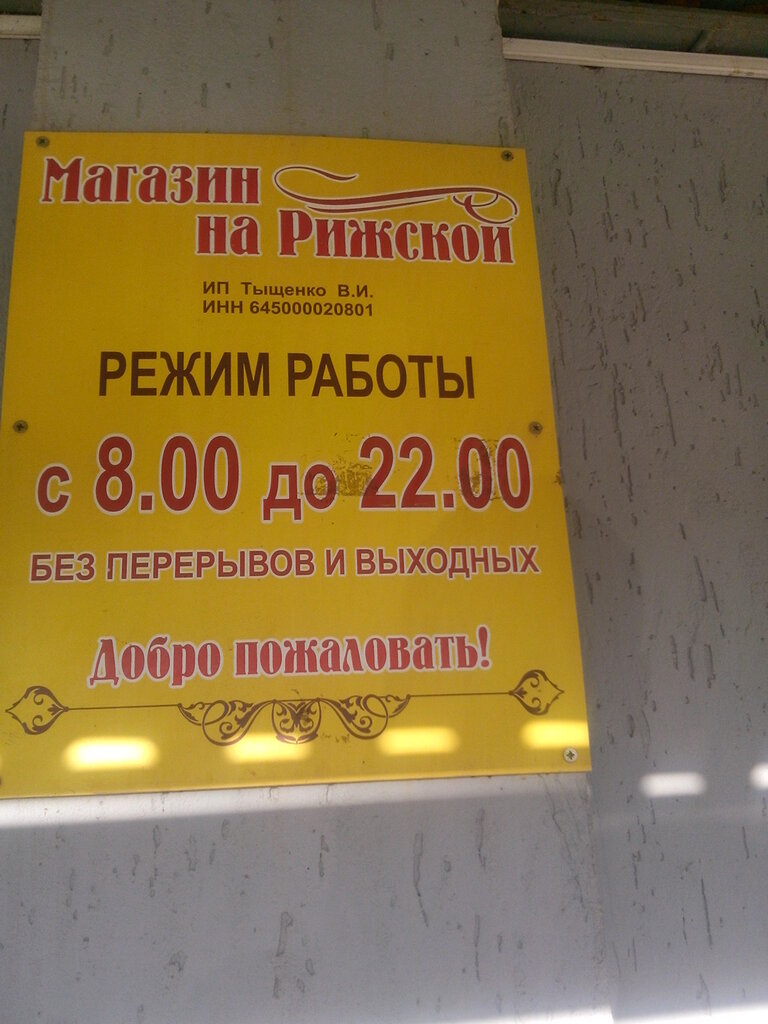 Магазин
на Рижской
ИП Тыщенко В.И.
ИНН 645000020801
РЕЖИМ РАБОТЫ
с 8.00 до 22.00
БЕЗ ПЕРЕРЫВОВ И ВЫХОДНЫХ
Добро пожаловать!